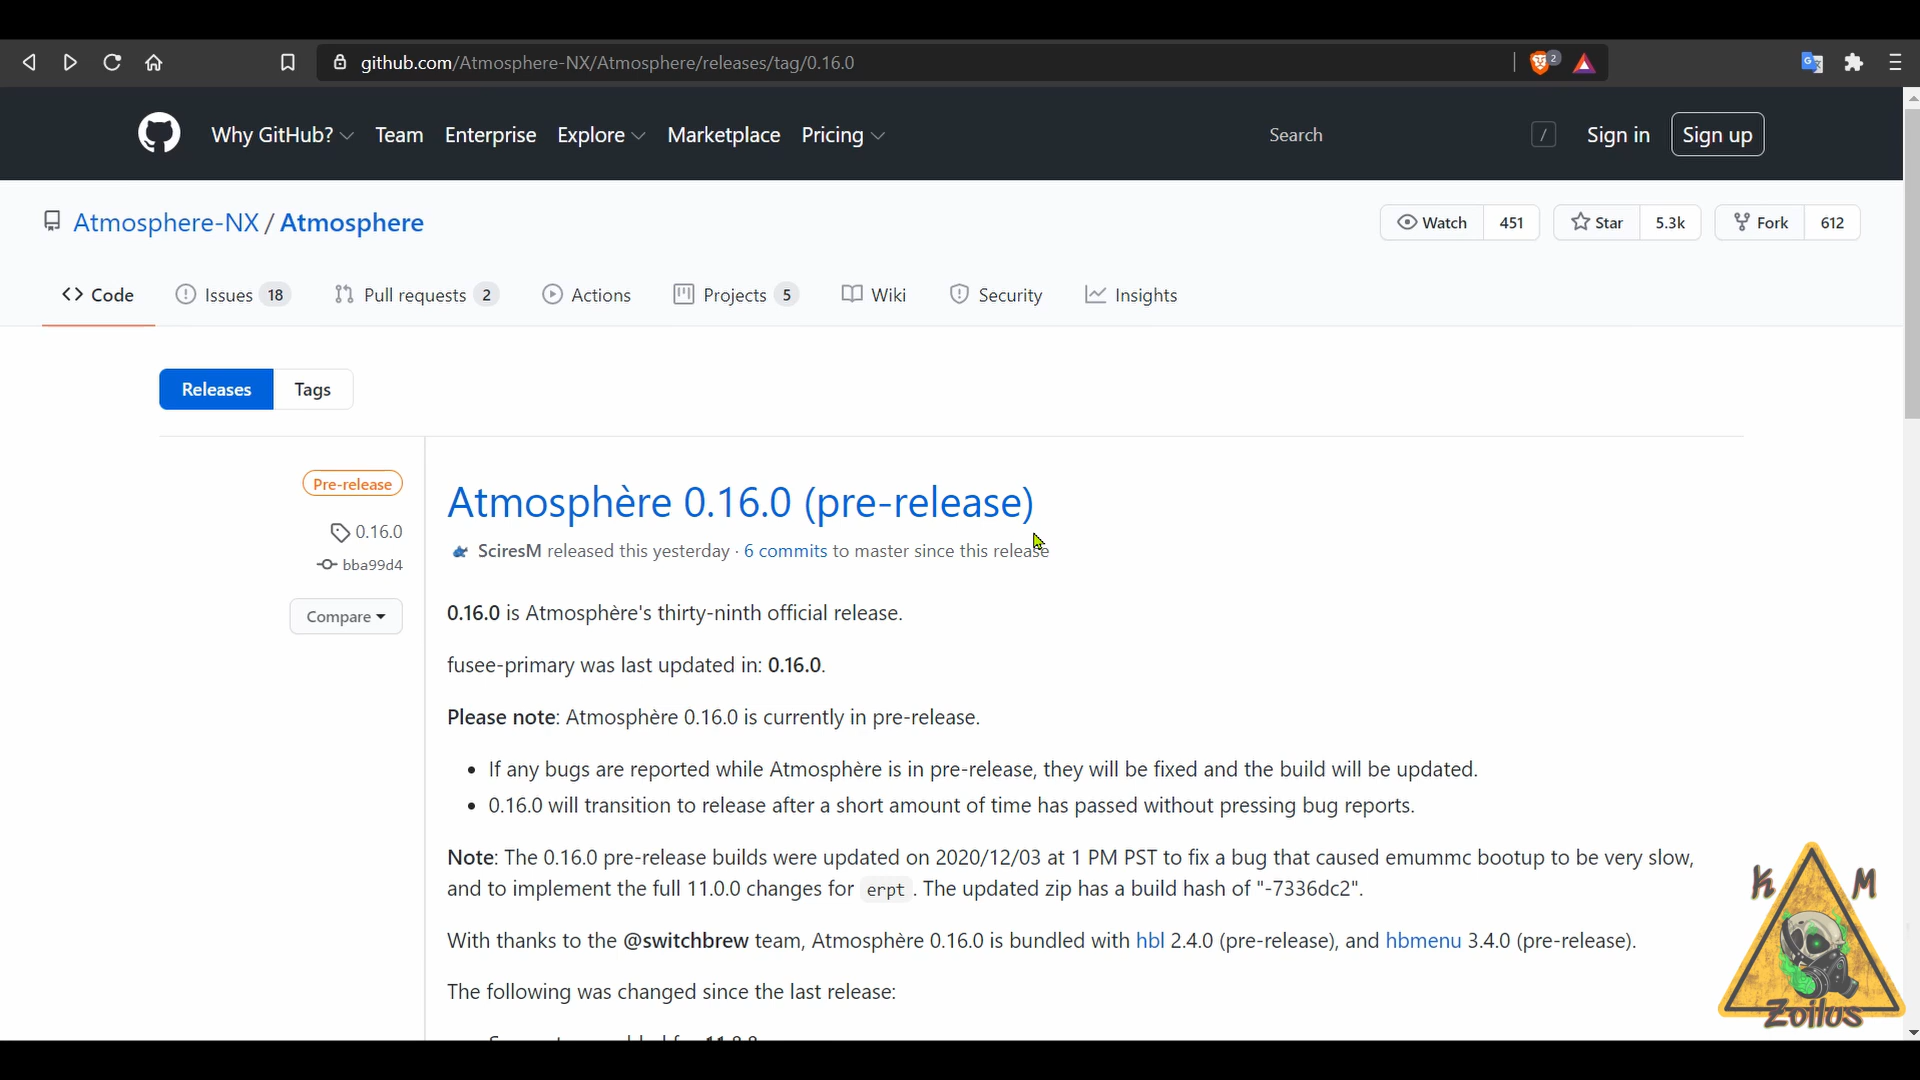 github.com/Atmosphere-NX/Atmosphere/releases/tag/0.16.0
2
Why GitHub? Team Enterprise Explore Marketplace Pricing Search / Sign in Sign up
Atmosphere-NX / Atmosphere Watch 451 Star 5.3k Fork 612
<> Code Issues 18 Pull requests 2 Actions Projects 5 Wiki Security Insights
Releases Tags
Pre-release
0.16.0
bba99d4
Compare
Atmosphère 0.16.0 (pre-release)
SciresM released this yesterday · 6 commits to master since this release
0.16.0 is Atmosphère's thirty-ninth official release.
fusee-primary was last updated in: 0.16.0.
Please note: Atmosphère 0.16.0 is currently in pre-release.
• If any bugs are reported while Atmosphère is in pre-release, they will be fixed and the build will be updated.
• 0.16.0 will transition to release after a short amount of time has passed without pressing bug reports.
Note: The 0.16.0 pre-release builds were updated on 2020/12/03 at 1 PM PST to fix a bug that caused emummc bootup to be very slow,
and to implement the full 11.0.0 changes for erpt . The updated zip has a build hash of "-7336dc2".
With thanks to the @switchbrew team, Atmosphère 0.16.0 is bundled with hbl 2.4.0 (pre-release), and hbmenu 3.4.0 (pre-release).
The following was changed since the last release:
K M
Zoilus